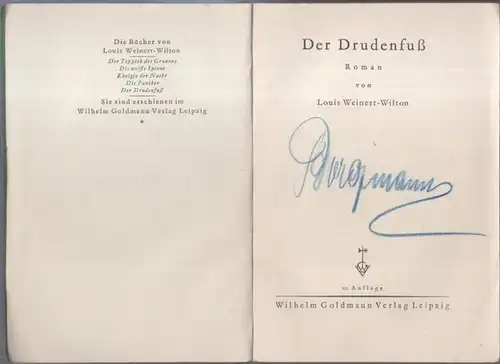 Die Bücher von
Louis Weinert-Wilton
Der Teppich des Grauens
Die weiße Spinne
Königin der Nacht
Die Panther
Der Drudenfuß
Sie sind erschienen im
Wilhelm Goldmann Verlag Leipzig
*
Der Drudenfuß
Roman
von
Louis Weinert-Wilton
Borgmann
10. Auflage
Wilhelm Goldmann Verlag Leipzig